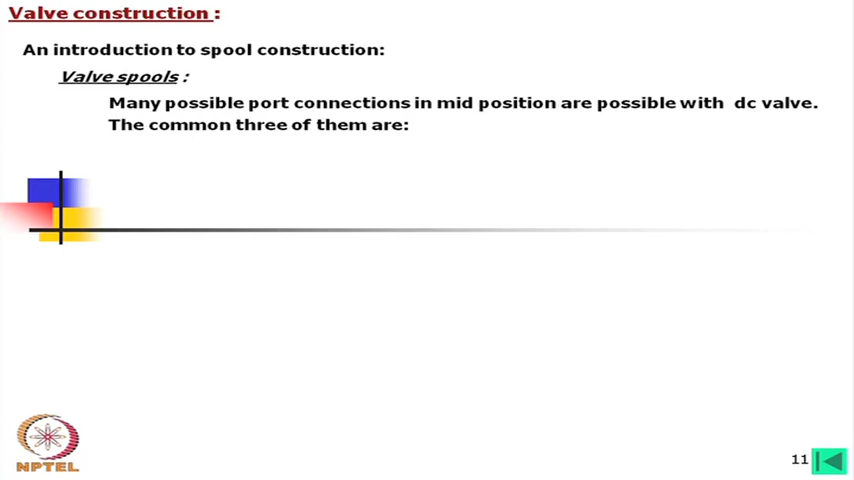 Valve construction :
An introduction to spool construction:
Valve spools :
Many possible port connections in mid position are possible with dc valve.
The common three of them are:
NPTEL
11